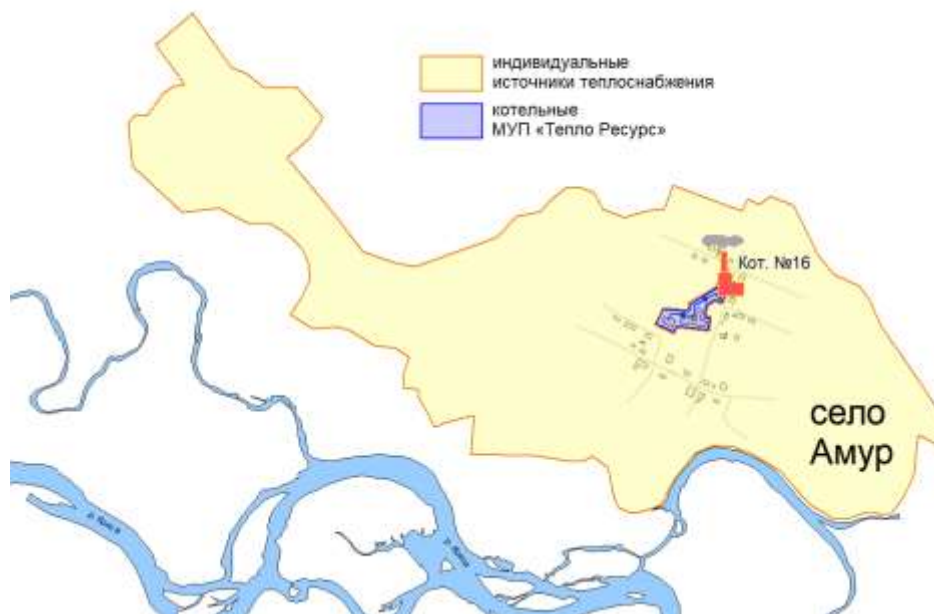 индивидуальные
источники теплоснабжения
котельные
МУП «Тепло Ресурс»
Кот. №16
село
Амур